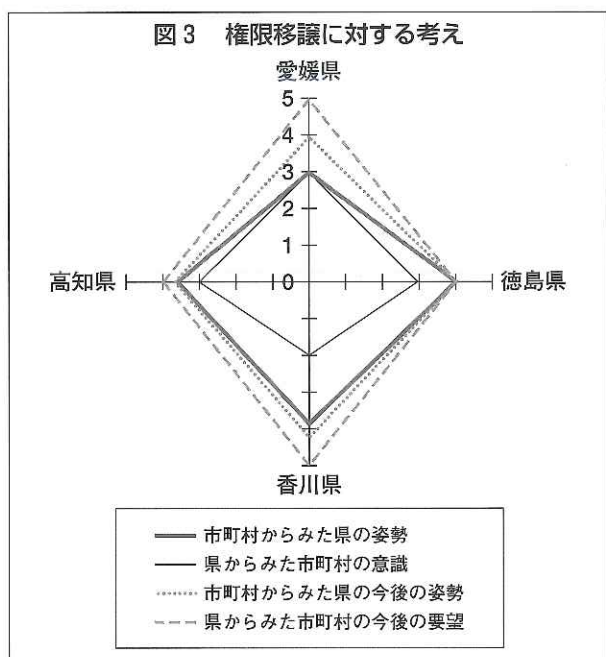 図3 権限移譲に対する考え
愛媛県
5
4
3
2
1
0
高知県
徳島県
香川県
市町村からみた県の姿勢
県からみた市町村の意識
市町村からみた県の今後の姿勢
県からみた市町村の今後の要望